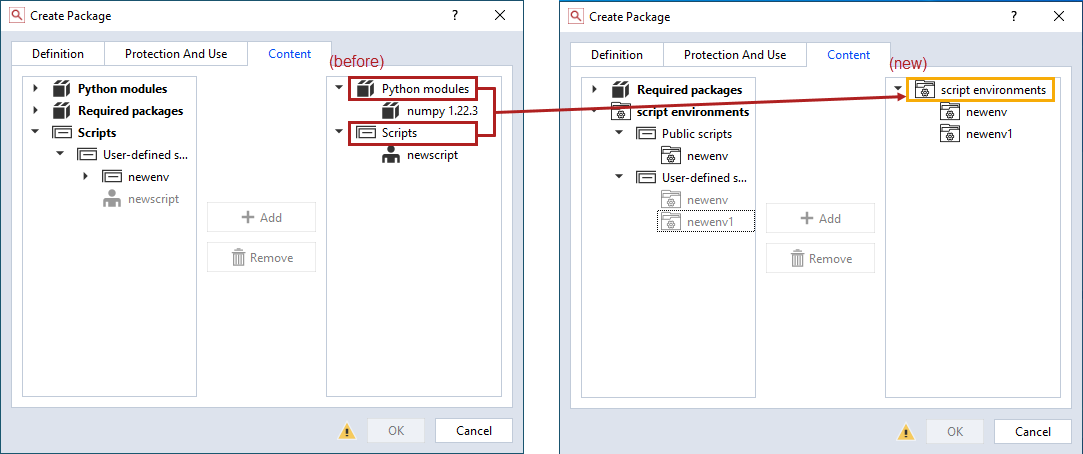 Create Package ?
Definition Protection And Use Content (before)
Python modules
Required packages
Scripts
User-defined s...
newenv
newscript
Add
Remove
Python modules
numpy 1.22.3
Scripts
newscript
OK Cancel
Create Package ?
Definition Protection And Use Content (new)
Required packages
script environments
Public scripts
newenv
User-defined s...
newenv
newenv1
Add
Remove
script environments
newenv
newenv1
OK Cancel